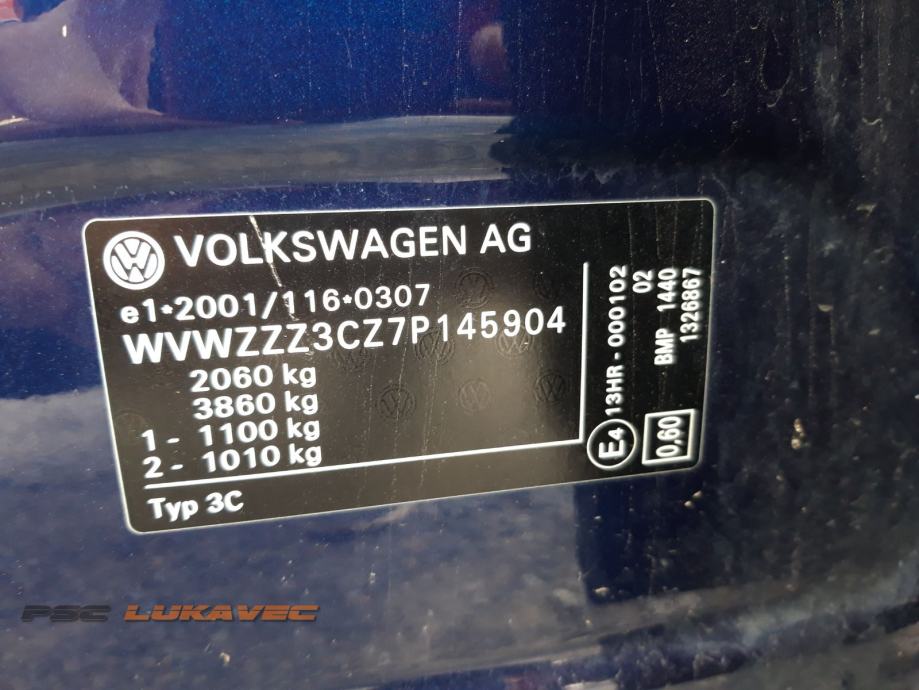 VOLKSWAGEN AG
e1*2001/116*0307
WVWZZZ3CZ7P145904
2060 kg
3860 kg
1 - 1100 kg
2 - 1010 kg
Typ 3C
E4 13HR - 000102
02
BMP 1440
1326867
0,60
PSC LUKAVEC